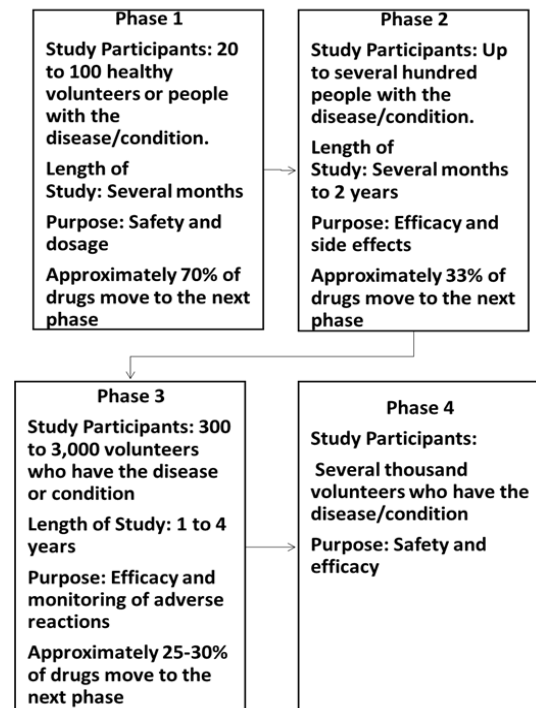 Phase 1
Study Participants: 20
to 100 healthy
volunteers or people
with the
disease/condition.
Length of
Study: Several months
Purpose: Safety and
dosage
Approximately 70% of
drugs move to the next
phase
Phase 2
Study Participants: Up
to several hundred
people with the
disease/condition.
Length of
Study: Several months
to 2 years
Purpose: Efficacy and
side effects
Approximately 33% of
drugs move to the next
phase
Phase 3
Study Participants: 300
to 3,000 volunteers
who have the disease
or condition
Length of Study: 1 to 4
years
Purpose: Efficacy and
monitoring of adverse
reactions
Approximately 25-30%
of drugs move to the
next phase
Phase 4
Study Participants:
Several thousand
volunteers who have the
disease/condition
Purpose: Safety and
efficacy